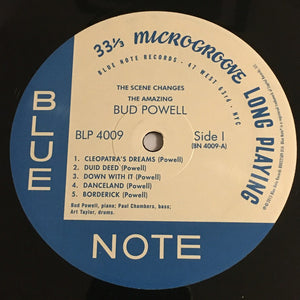 33⅓ MICROGROOVE LONG PLAYING
BLUE NOTE RECORDS · 47 WEST 63rd · NYC
THE SCENE CHANGES
THE AMAZING
BUD POWELL
BLP 4009
Side I
(BN 4009-A)
1. CLEOPATRA'S DREAMS (Powell)
2. DUID DEED (Powell)
3. DOWN WITH IT (Powell)
4. DANCELAND (Powell)
5. BORDERICK (Powell)
Bud Powell, piano; Paul Chambers, bass;
Art Taylor, drums.
BLUE
NOTE